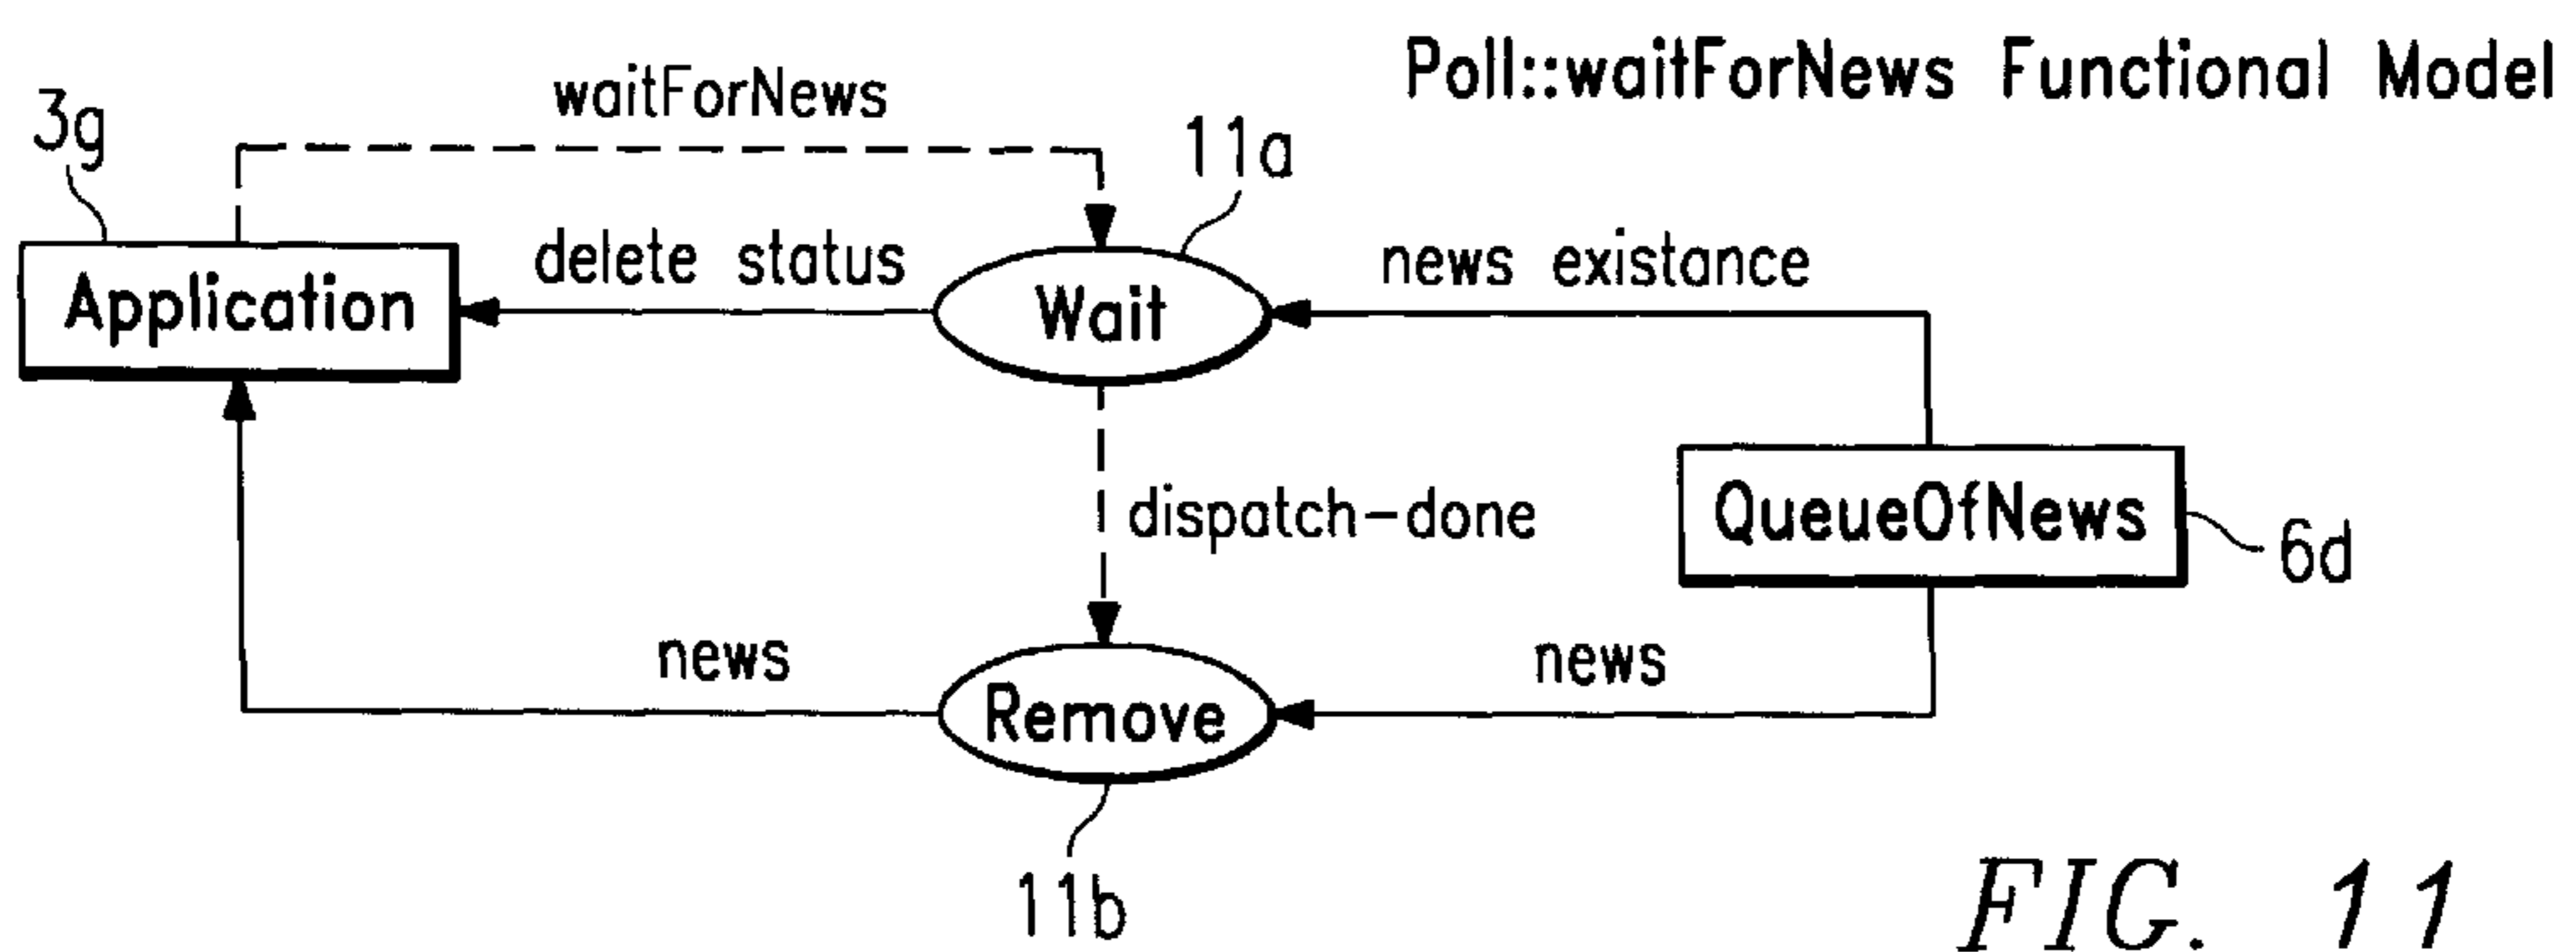 Poll::waitForNews Functional Model
waitForNews
3g
11a
delete status
news existance
Application
Wait
dispatch-done
QueueOfNews
6d
news
news
Remove
11b
FIG. 11